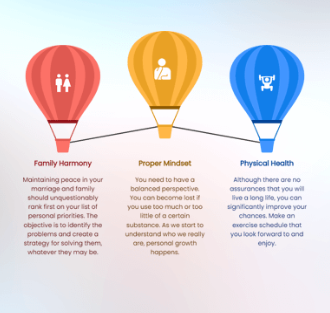 Family Harmony
Maintaining peace in your
marriage and family
should unquestionably
rank first on your list of
personal priorities. The
objective is to identify the
problems and create a
strategy for solving them,
whatever they may be.
Proper Mindset
You need to have a
balanced perspective.
You can become lost if
you use too much or too
little of a certain
substance. As we start to
understand who we really
are, personal growth
happens.
Physical Health
Although there are no
assurances that you will
live a long life, you can
significantly improve your
chances. Make an
exercise schedule that
you look forward to and
enjoy.